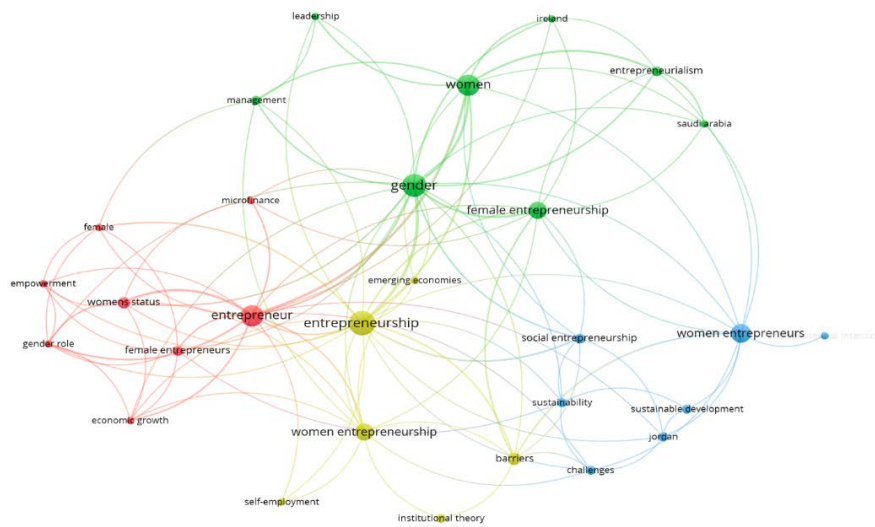 leadership
ireland
entrepreneurialism
women
management
saudi arabia
gender
microfinance
female entrepreneurship
female
emerging economies
empowerment
womens status
entrepreneur
entrepreneurship
women entrepreneurs
social entrepreneurship
gender role
female entrepreneurs
sustainability
sustainable development
economic growth
women entrepreneurship
jordan
barriers
challenges
self-employment
institutional theory